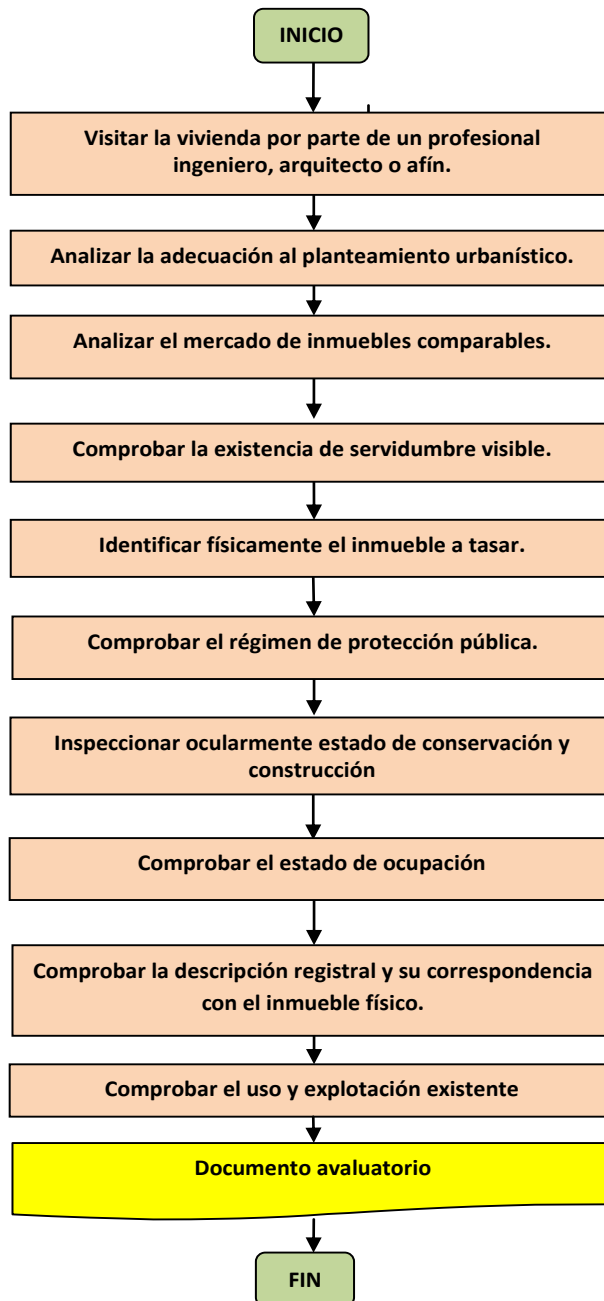 INICIO
Visitar la vivienda por parte de un profesional
ingeniero, arquitecto o afín.
Analizar la adecuación al planteamiento urbanístico.
Analizar el mercado de inmuebles comparables.
Comprobar la existencia de servidumbre visible.
Identificar físicamente el inmueble a tasar.
Comprobar el régimen de protección pública.
Inspeccionar ocularmente estado de conservación y
construcción
Comprobar el estado de ocupación
Comprobar la descripción registral y su correspondencia
con el inmueble físico.
Comprobar el uso y explotación existente
Documento avaluatorio
FIN